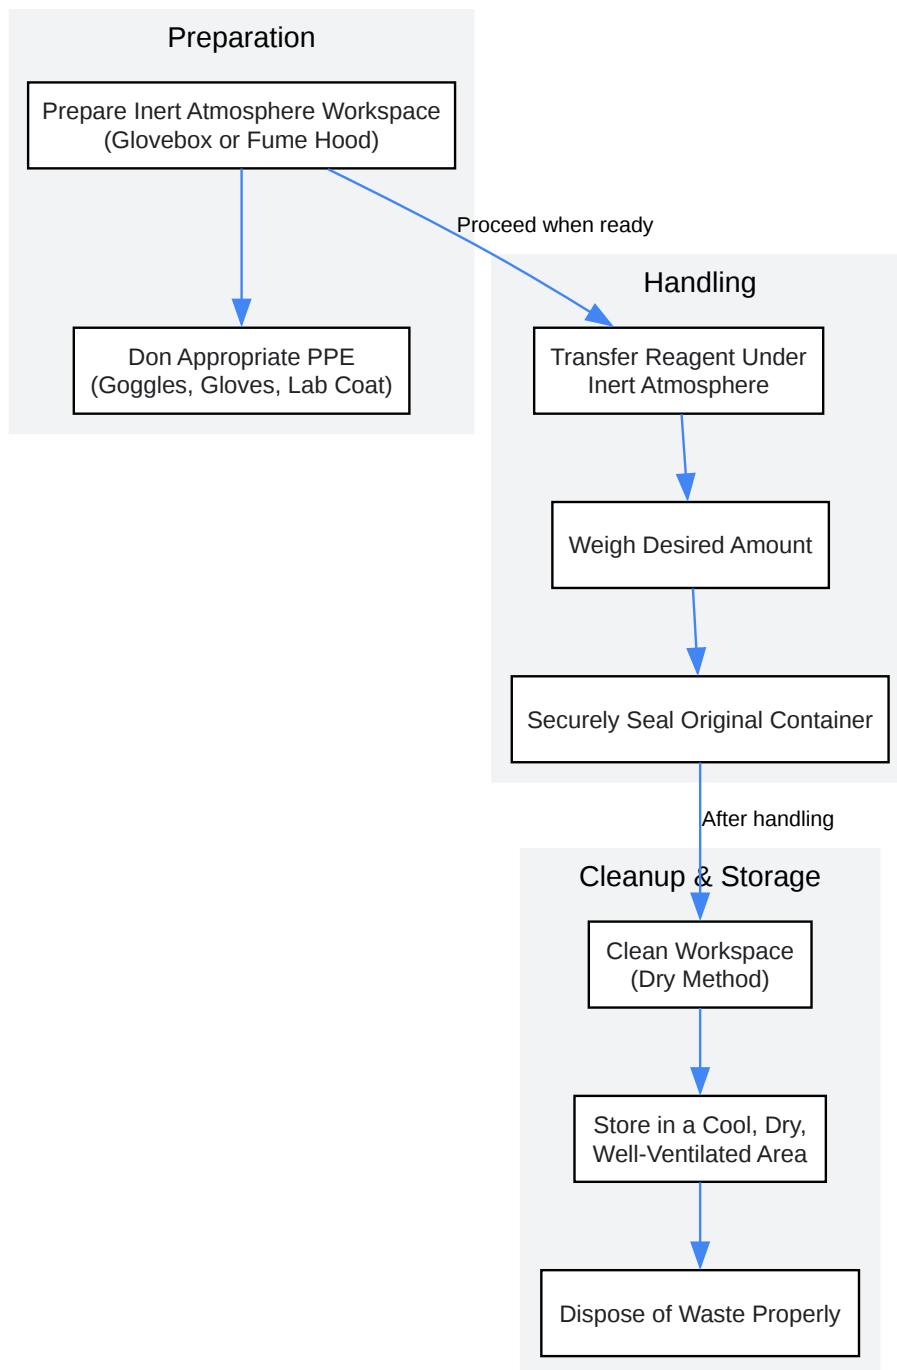 Preparation
Prepare Inert Atmosphere Workspace
(Glovebox or Fume Hood)
Proceed when ready
Don Appropriate PPE
(Goggles, Gloves, Lab Coat)
Handling
Transfer Reagent Under
Inert Atmosphere
Weigh Desired Amount
Securely Seal Original Container
After handling
Cleanup & Storage
Clean Workspace
(Dry Method)
Store in a Cool, Dry,
Well-Ventilated Area
Dispose of Waste Properly